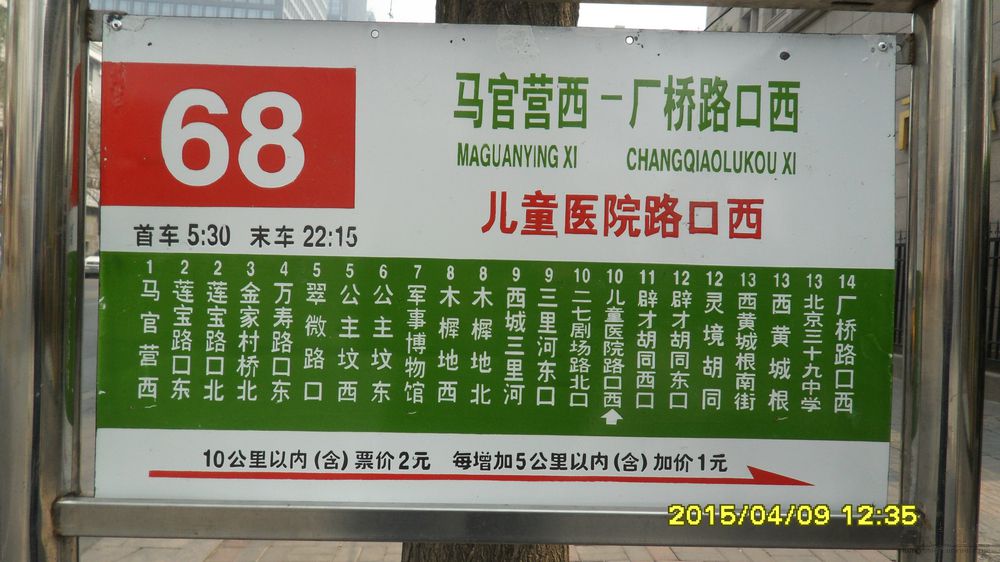 68
马官营西－厂桥路口西
MAGUANYING XI CHANGQIAOLUKOU XI
儿童医院路口西
首车 5:30 末车 22:15
1 马官营西
2 莲宝路口东
2 莲宝路口北
3 金家村桥北
4 万寿路口东
5 翠微路口
5 公主坟西
6 公主坟东
7 军事博物馆
8 木樨地西
8 木樨地北
9 西城三里河
9 三里河东口
10 二七剧场路北口
10 儿童医院路口西
11 辟才胡同西口
12 辟才胡同东口
12 灵境胡同
13 西黄城根南街
13 西黄城根
13 北京三十九中学
14 厂桥路口西
10公里以内(含)票价2元 每增加5公里以内(含)加价1元
2015/04/09 12:35